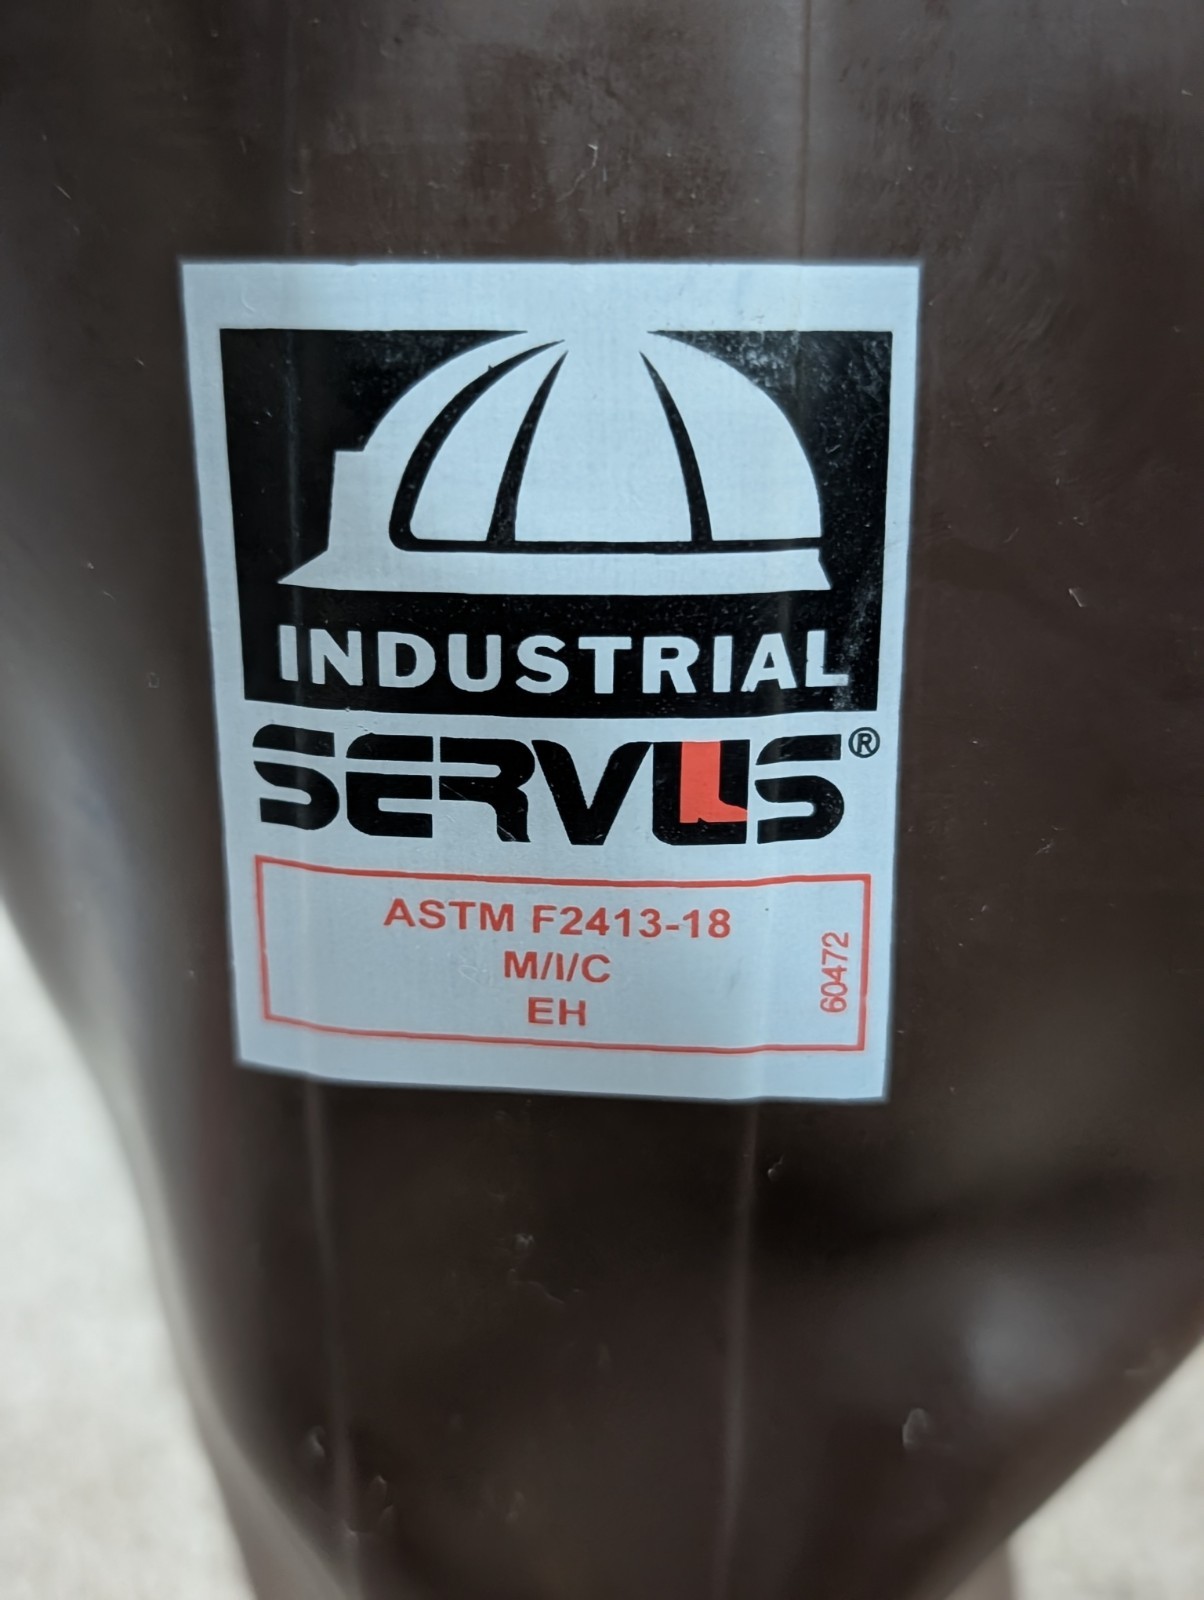 INDUSTRIAL
SERVUS®
ASTM F2413-18
M/I/C
EH
60472